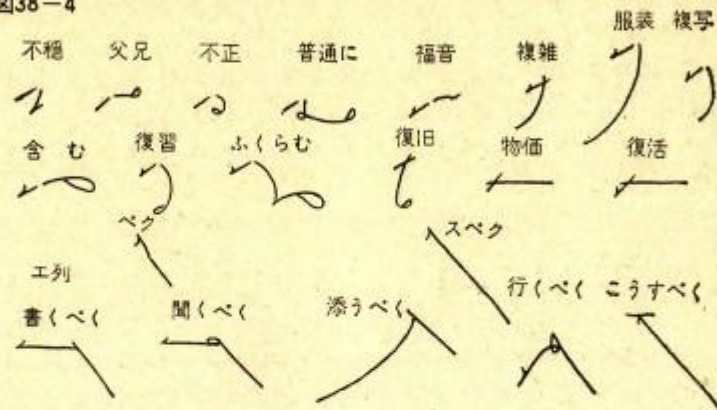 図38-4
服装 複写
不穏 父兄 不正 普通に 福音 複雑
含む 復習 ふくらむ 復旧 物価 復活
ベク スベク
エ列
書くべく 聞くべく 添うべく 行くべく こうすべく